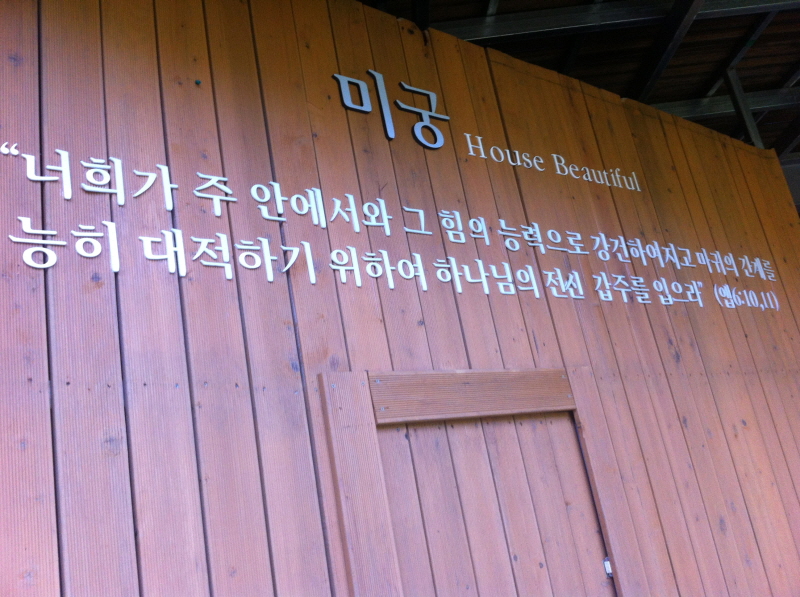 미궁 House Beautiful
“너희가 주 안에서와 그 힘의 능력으로 강건하여지고 마귀의 간계를
능히 대적하기 위하여 하나님의 전신 갑주를 입으라” (엡6:10,11)